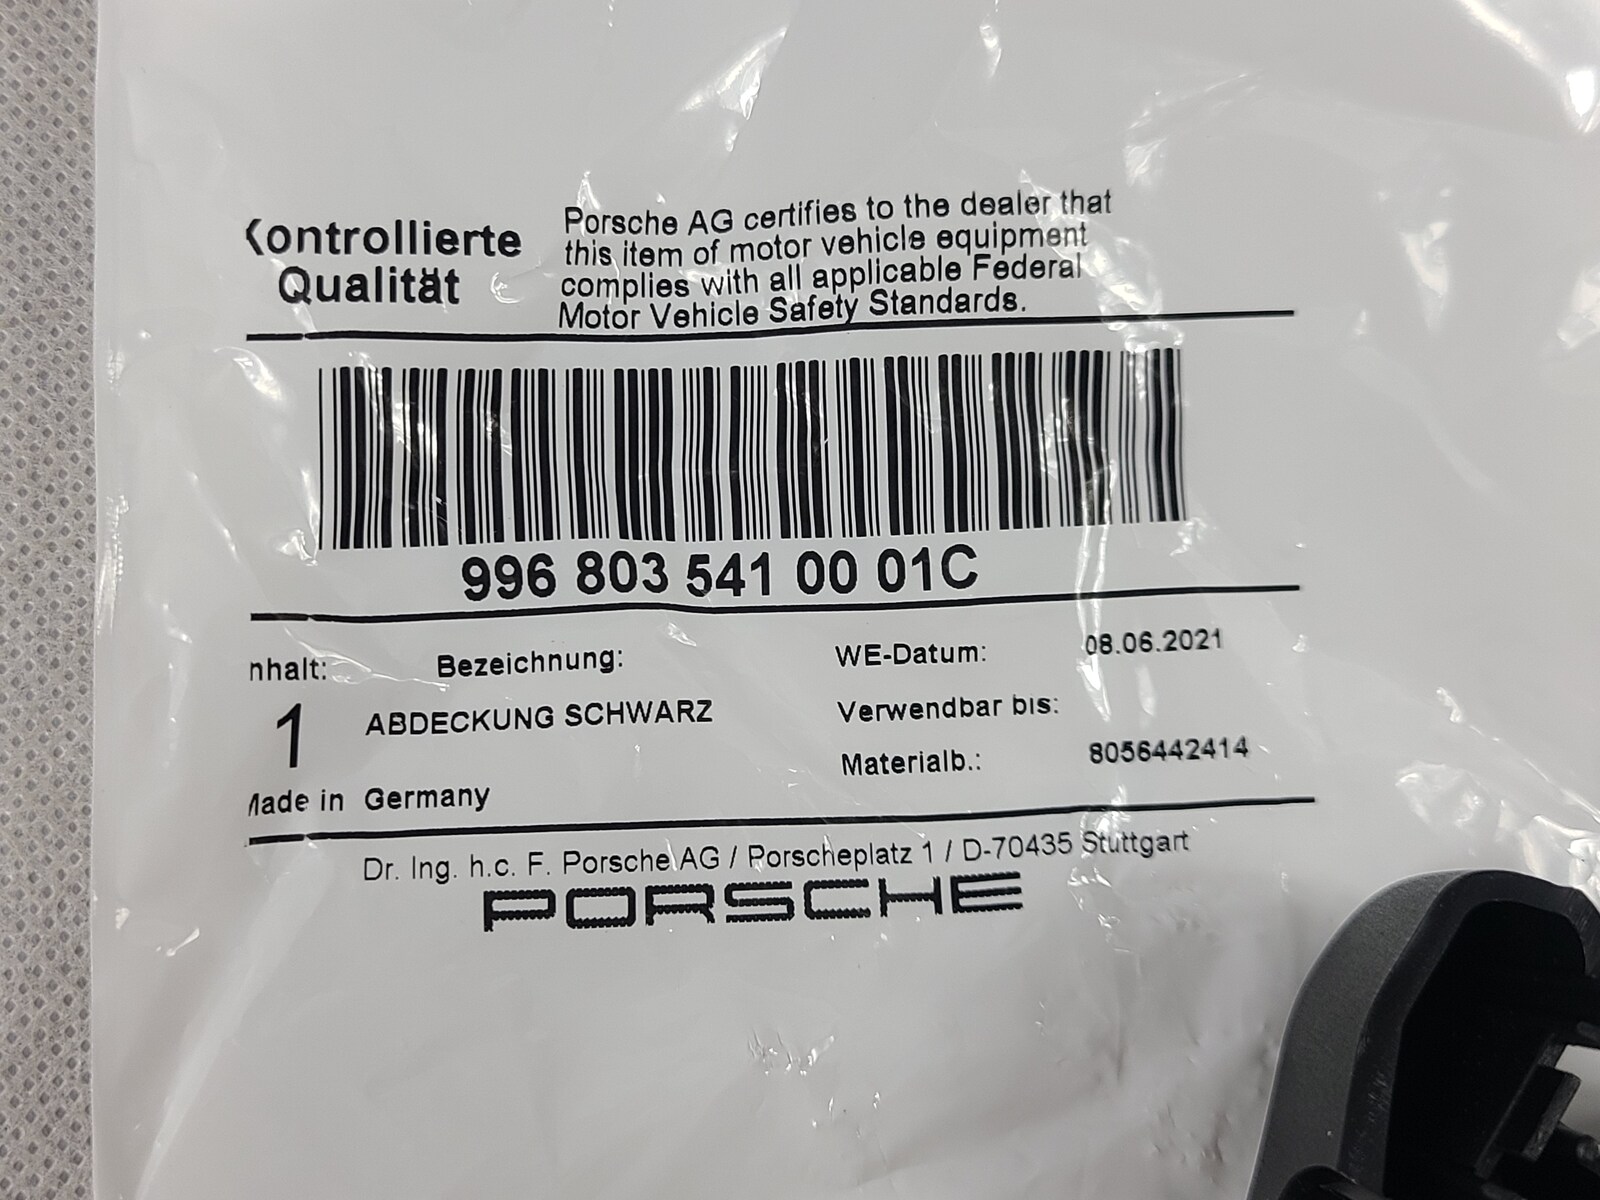 Kontrollierte
Qualität
Porsche AG certifies to the dealer that
this item of motor vehicle equipment
complies with all applicable Federal
Motor Vehicle Safety Standards.
996 803 541 00 01C
nhalt:
Bezeichnung:
WE-Datum:
08.06.2021
1
ABDECKUNG SCHWARZ
Verwendbar bis:
Materialb.:
8056442414
Made in Germany
Dr. Ing. h.c. F. Porsche AG / Porscheplatz 1 / D-70435 Stuttgart
PORSCHE